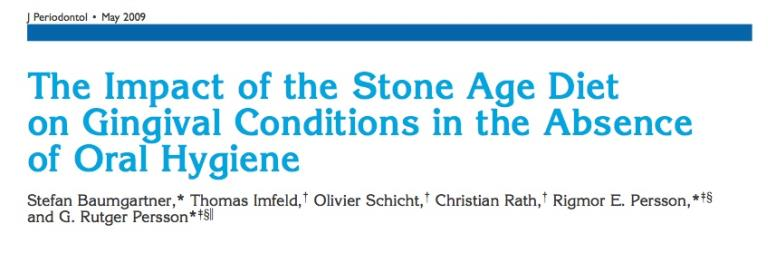 J Periodontol • May 2009
The Impact of the Stone Age Diet
on Gingival Conditions in the Absence
of Oral Hygiene
Stefan Baumgartner,* Thomas Imfeld,† Olivier Schicht,† Christian Rath,† Rigmor E. Persson,*‡§
and G. Rutger Persson*‡§‖